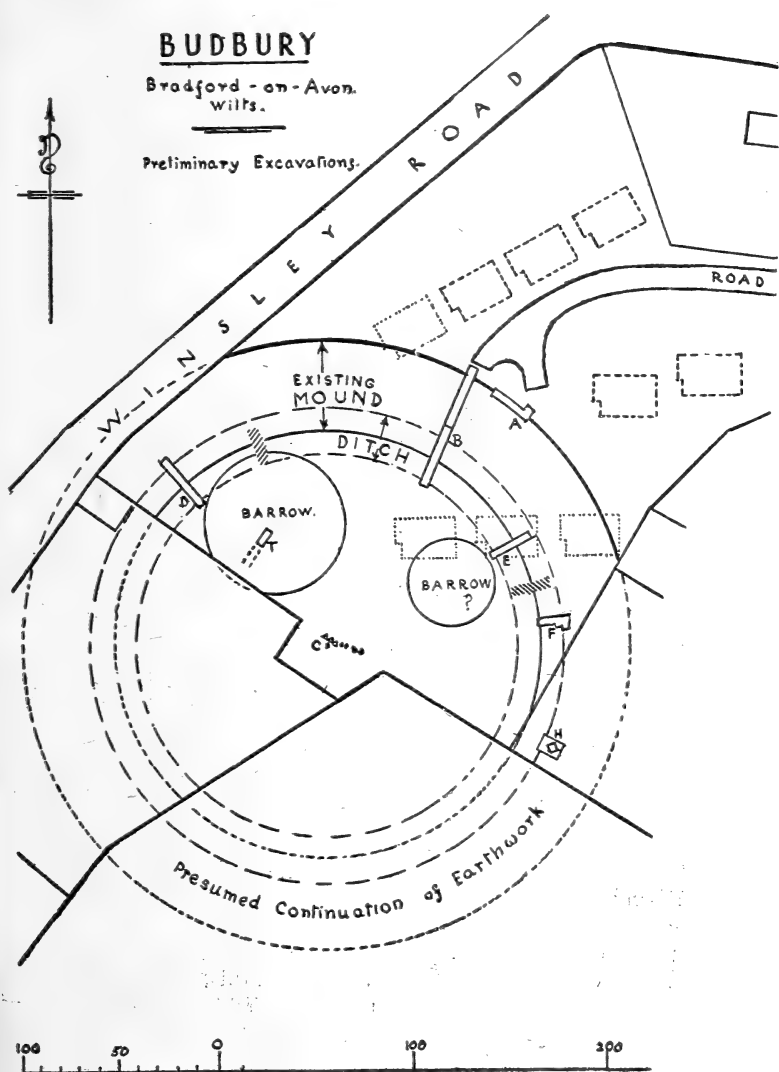 BUDBURY
Bradford-on-Avon.
Wilts.
Preliminary Excavations.
WINSLEY ROAD
ROAD
EXISTING
MOUND
DITCH
A
B
D
BARROW.
T
E
BARROW
?
C
F
H
Presumed Continuation of Earthwork
100 50 0 100 200